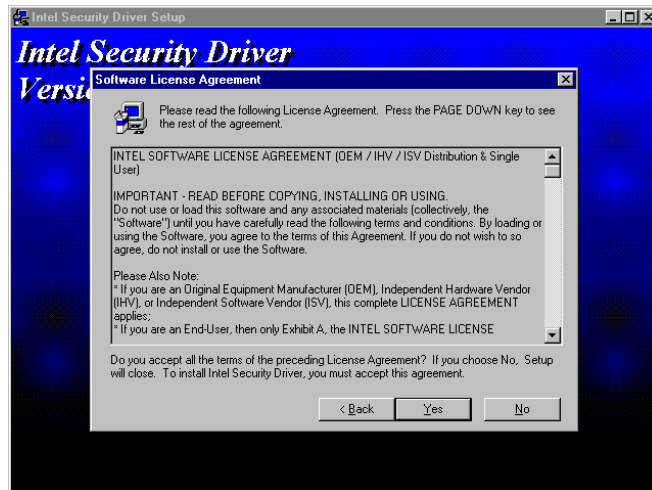 Intel Security Driver Setup
Intel Security Driver
Software License Agreement
Please read the following License Agreement. Press the PAGE DOWN key to see
the rest of the agreement.
INTEL SOFTWARE LICENSE AGREEMENT (OEM / IHV / ISV Distribution & Single
User)
IMPORTANT - READ BEFORE COPYING, INSTALLING OR USING.
Do not use or load this software and any associated materials (collectively, the
"Software") until you have carefully read the following terms and conditions. By loading or
using the Software, you agree to the terms of this Agreement. If you do not wish to so
agree, do not install or use the Software.
Please Also Note:
* If you are an Original Equipment Manufacturer (OEM), Independent Hardware Vendor
(IHV), or Independent Software Vendor (ISV), this complete LICENSE AGREEMENT
applies;
* If you are an End-User, then only Exhibit A, the INTEL SOFTWARE LICENSE
Do you accept all the terms of the preceding License Agreement? If you choose No, Setup
will close. To install Intel Security Driver, you must accept this agreement.
< Back
Yes
No